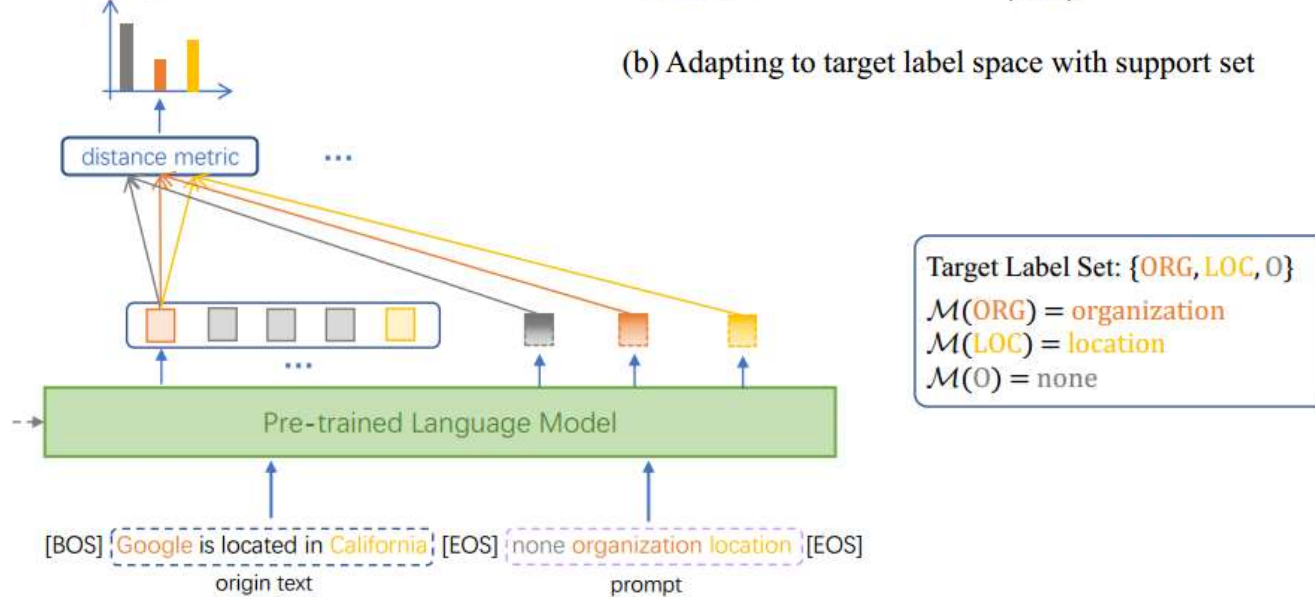 (b) Adapting to target label space with support set
distance metric
...
Target Label Set: {ORG, LOC, O}
ℳ(ORG) = organization
ℳ(LOC) = location
ℳ(O) = none
...
Pre-trained Language Model
[BOS] Google is located in California [EOS] none organization location [EOS]
origin text
prompt